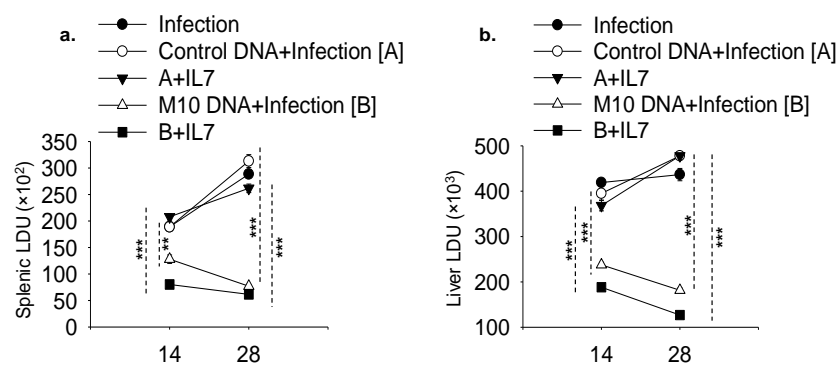 a.
Infection
Control DNA+Infection [A]
A+IL7
M10 DNA+Infection [B]
B+IL7
Splenic LDU (×10²)
350
300
250
200
150
100
50
0
***
**
***
***
14 28
b.
Infection
Control DNA+Infection [A]
A+IL7
M10 DNA+Infection [B]
B+IL7
Liver LDU (×10³)
500
400
300
200
100
***
***
***
***
14 28